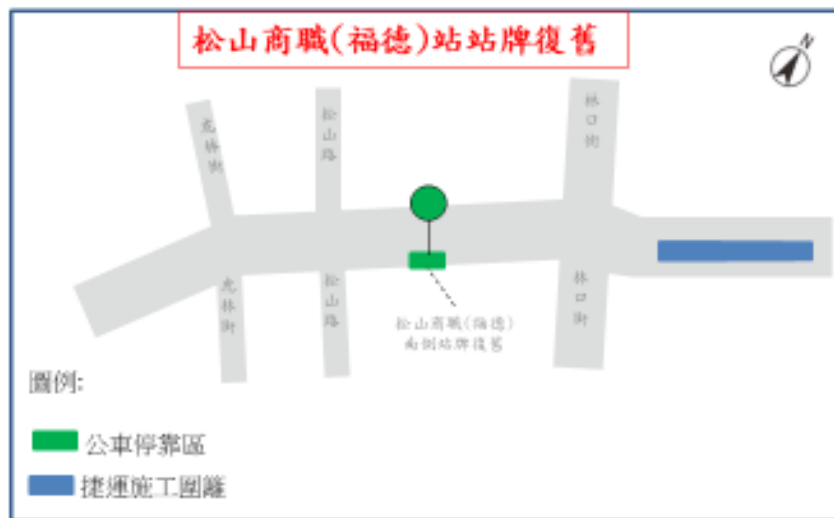 松山商職(福德)站站牌復舊
N
虎林街
松山路
林口街
虎林街
松山路
林口街
松山商職(福德)
兩側站牌復舊
圖例:
公車停靠區
捷運施工圍籬